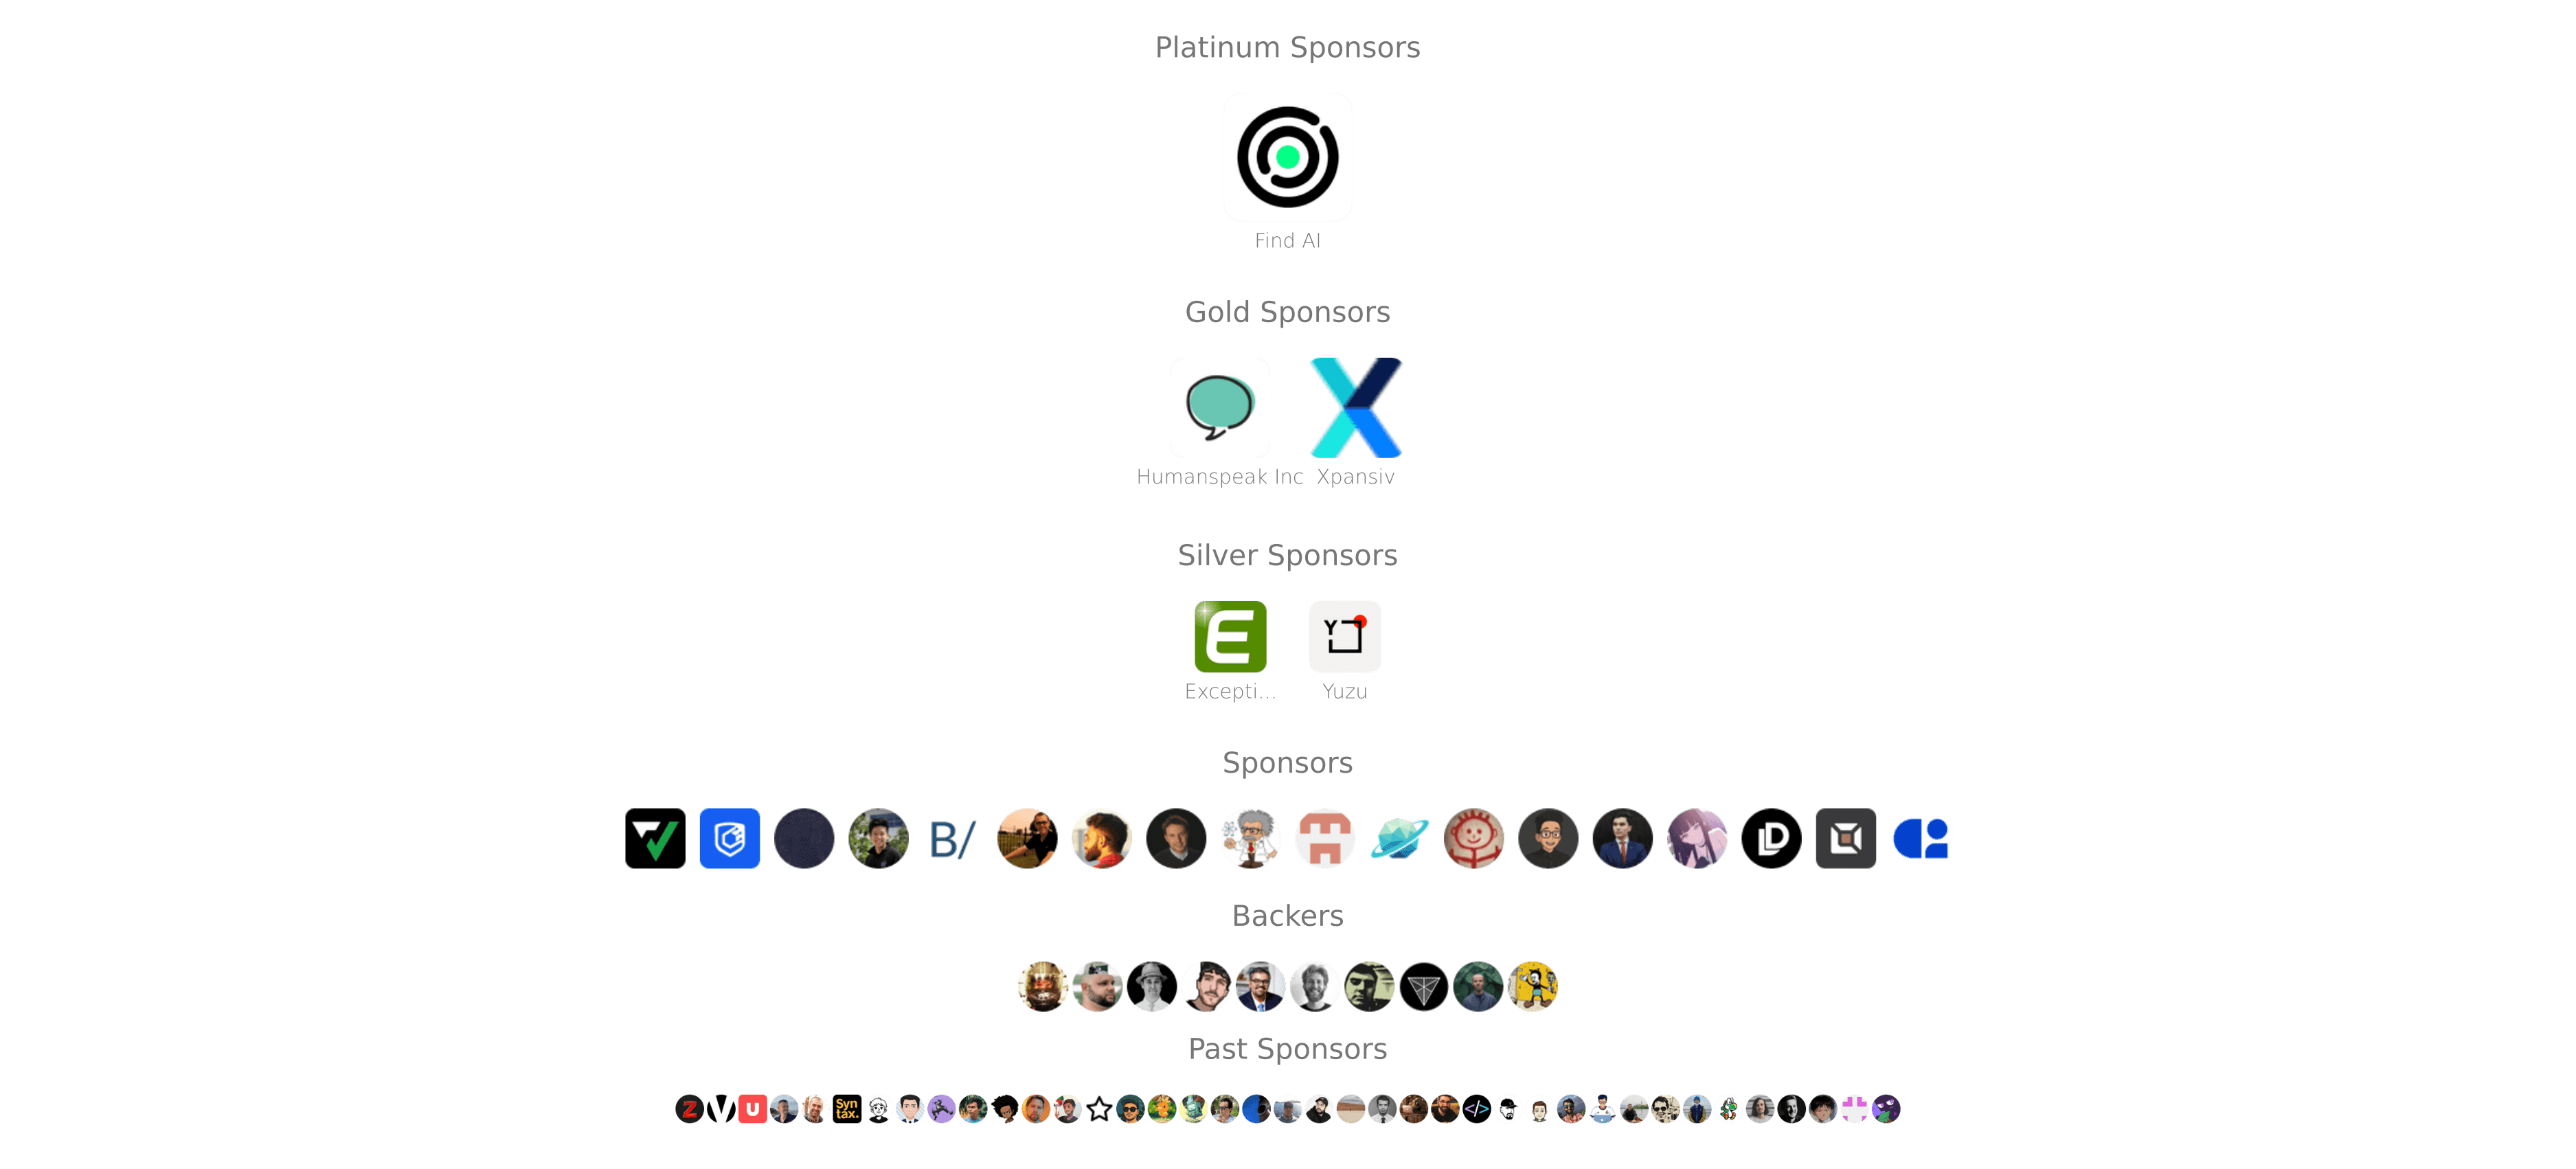 Platinum Sponsors
Find AI
Gold Sponsors
Humanspeak Inc Xpansiv
Silver Sponsors
E Y
Excepti... Yuzu
Sponsors
B/
Backers
Past Sponsors
Z V U Syn
tax. </>